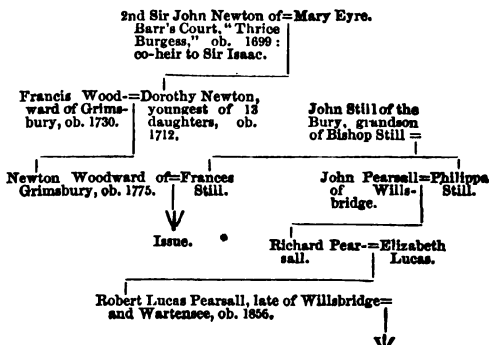 2nd Sir John Newton of=Mary Eyre.
Barr's Court, "Thrice
Burgess," ob. 1699:
co-heir to Sir Isaac.
Francis Wood-=Dorothy Newton,
ward of Grims-
bury, ob. 1730.
youngest of 13
daughters, ob.
1712.
John Still of the
Bury, grandson
of Bishop Still =
Newton Woodward of=Frances
Grimsbury, ob. 1775.
Still.
John Pearsall=Philippa
of Wills-
bridge.
Still.
Issue.
Richard Pear-=Elizabeth
sall.
Lucas.
Robert Lucas Pearsall, late of Willsbridge=
and Wartensee, ob. 1856.